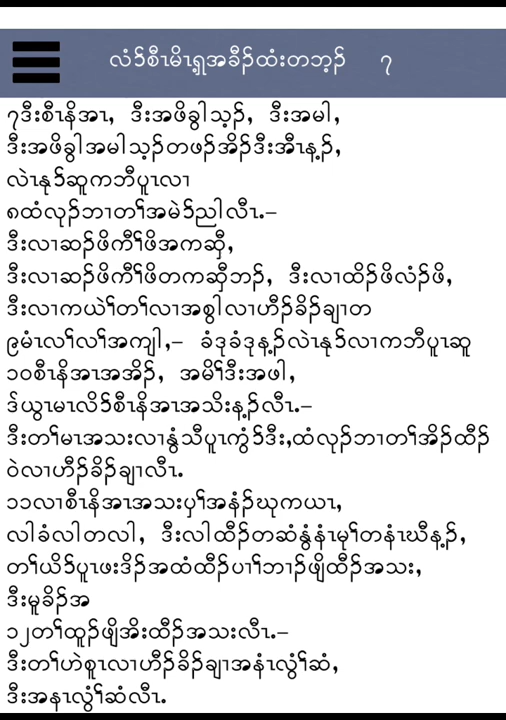 လံာ်စီၤမိၤရှ့အခီၣ်ထံးတဘ့ၣ် ၇
၇ဒီးစီၤနိအၤ, ဒီးအဖိခွါသ့ၣ်, ဒီးအမါ,
ဒီးအဖိခွါအမါသ့ၣ်တဖၣ်အိၣ်ဒီးအီၤန့ၣ်,
လဲၤနုာ်ဆူကဘီပူၤလၢ
၈ထံလုၣ်ဘၢတၢ်အမဲာ်ညါလီၤ.–
ဒီးလၢဆၣ်ဖိကိၢ်ဖိအကဆှီ,
ဒီးလၢဆၣ်ဖိကိၢ်ဖိတကဆှီဘၣ်, ဒီးလၢထိၣ်ဖိလံၣ်ဖိ,
ဒီးလၢကယဲၢ်တၢ်လၢအစွါလၢဟီၣ်ခိၣ်ချၢတ
၉မံၤလၢ်လၢ်အကျါ,– ခံဒုခံဒုန့ၣ်လဲၤနုာ်လၢကဘီပူၤဆူ
၁၀စီၤနိအၤအအိၣ်, အမိၢ်ဒီးအဖါ,
ဒ်ယွၤမၤလိာ်စီၤနိအၤအသိးန့ၣ်လီၤ.–
ဒီးတၢ်မၤအသးလၢနွံသီပူၤကွံာ်ဒီး,ထံလုၣ်ဘၢတၢ်အိၣ်ထီၣ်
ဝဲလၢဟီၣ်ခိၣ်ချၢလီၤ.
၁၁လၢစီၤနိအၤအသးပှၢ်အနံၣ်ဃုကယၤ,
လါခံလါတလါ, ဒီးလါထီၣ်တဆံနွံနံၤမုၢ်တနံၤဃီန့ၣ်,
တၢ်ယိာ်ပူၤဖးဒိၣ်အထံထီၣ်ပၢၢ်ဘၢၣ်ဖျိထီၣ်အသး,
ဒီးမူခိၣ်အ
၁၂တၢ်ထူၣ်ဖျိအိးထီၣ်အသးလီၤ.–
ဒီးတၢ်ဟဲစူၤလၢဟီၣ်ခိၣ်ချၢအနံၤလွံၢ်ဆံ,
ဒီးအနၤလွံၢ်ဆံလီၤ.